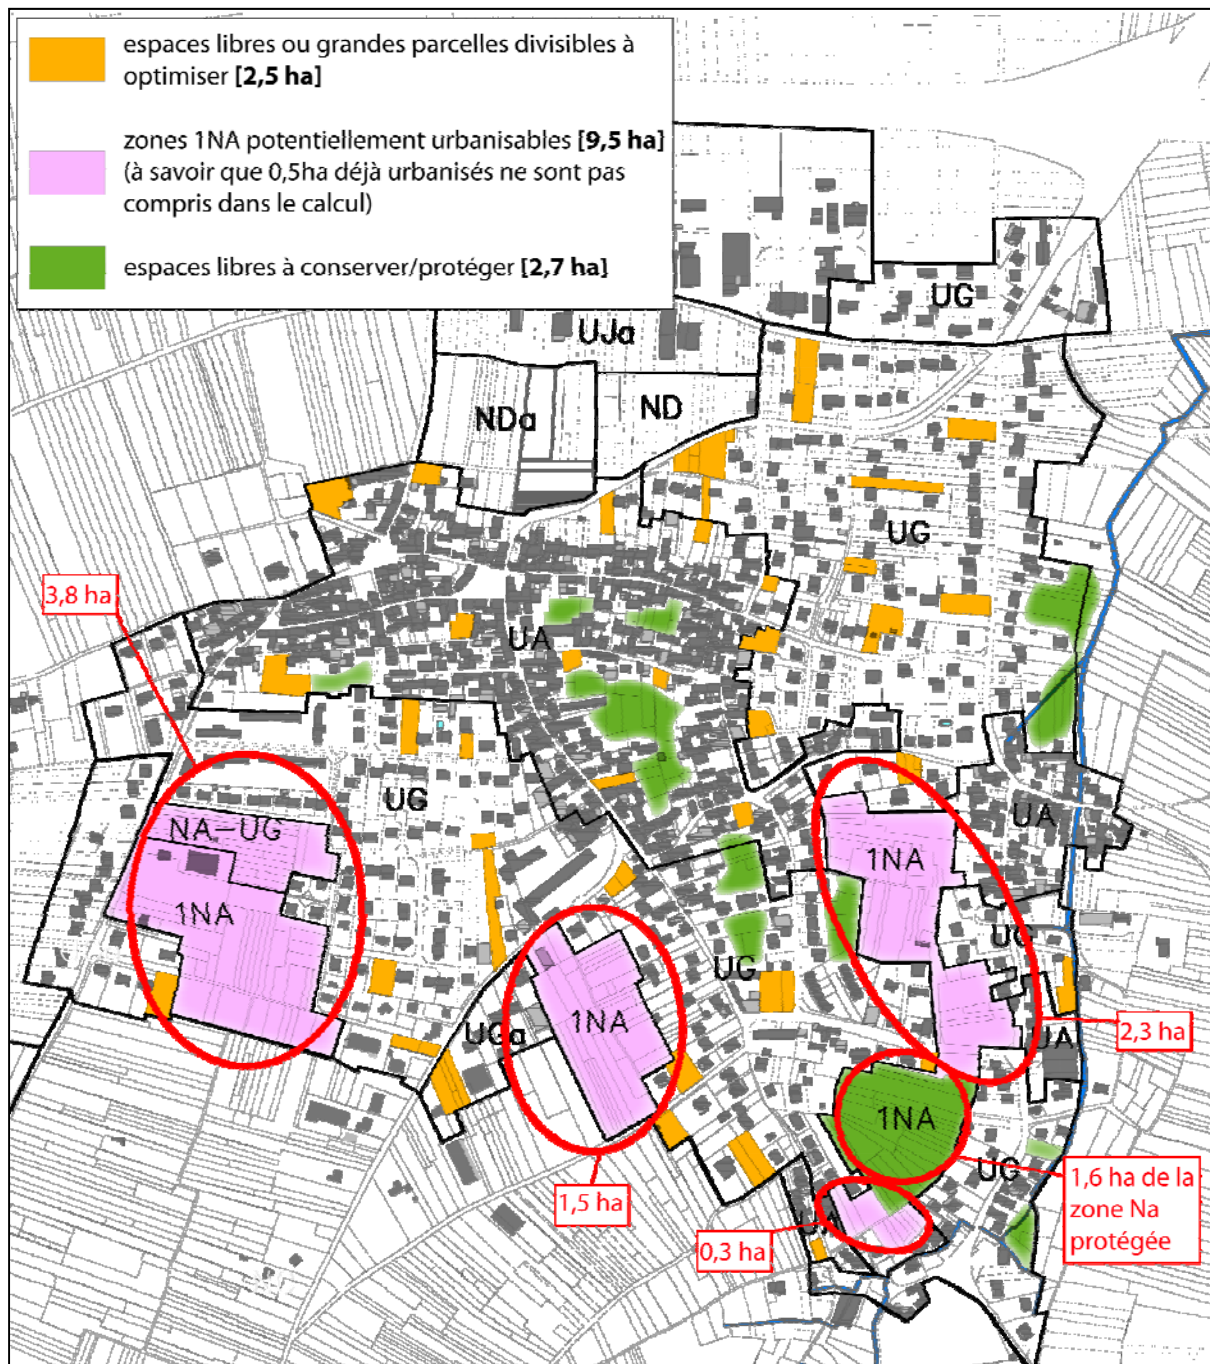 espaces libres ou grandes parcelles divisibles à
optimiser [2,5 ha]
zones 1NA potentiellement urbanisables [9,5 ha]
(à savoir que 0,5ha déjà urbanisés ne sont pas
compris dans le calcul)
espaces libres à conserver/protéger [2,7 ha]
UG
UJa
ND
NDa
UG
3,8 ha
UA
UG
UA
NA-UG
1NA
1NA
UG
UG
1NA
UGa
UA
2,3 ha
1NA
UG
1,6 ha de la
zone Na
protégée
1,5 ha
UA
0,3 ha